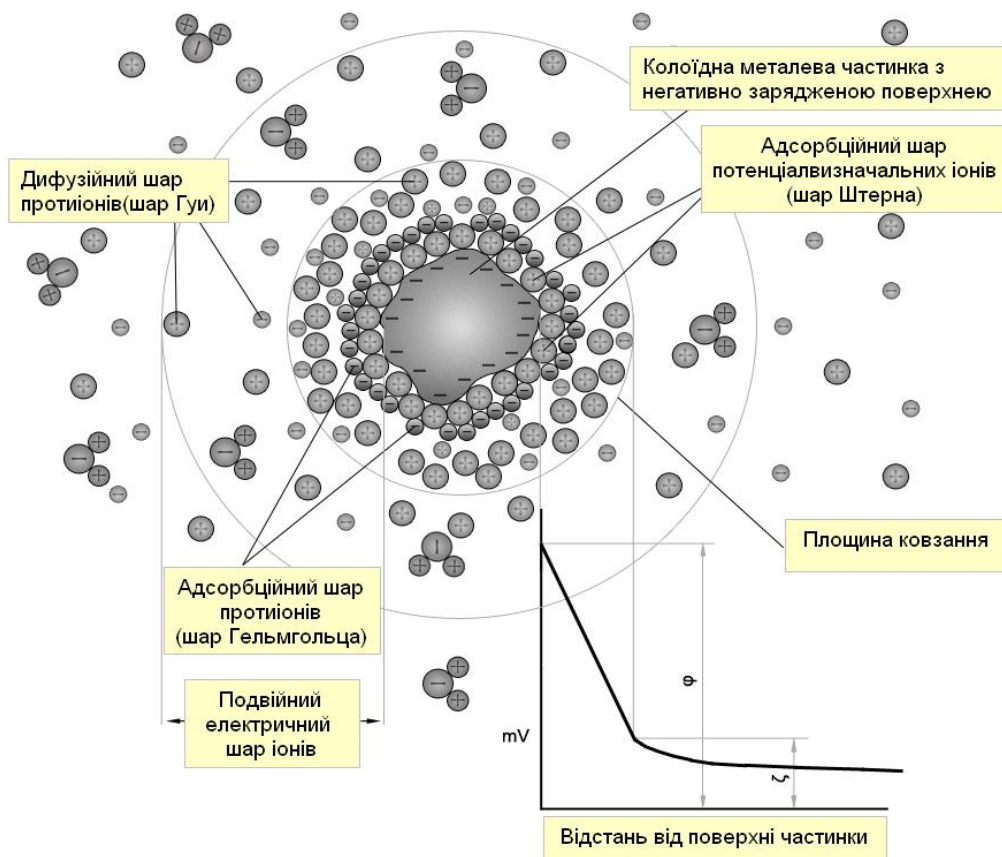 Колоїдна металева частинка з
негативно зарядженою поверхнею
Адсорбційний шар
потенціалвизначальних іонів
(шар Штерна)
Дифузійний шар
протиіонів(шар Гуи)
Площина ковзання
Адсорбційний шар
протиіонів
(шар Гельмгольца)
Подвійний
електричний
шар іонів
mV
φ
ζ
Відстань від поверхні частинки